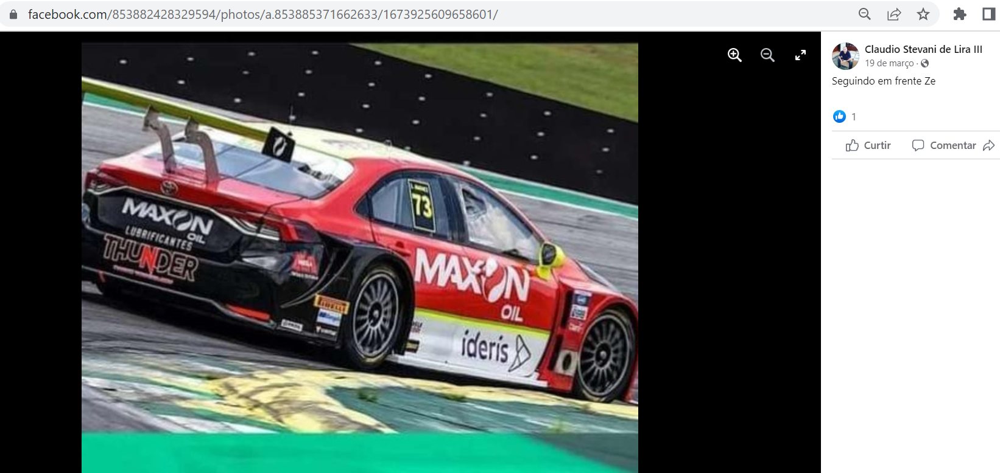 facebook.com/853882428329594/photos/a.853885371662633/1673925609658601/
Claudio Stevani de Lira III
19 de março ·
Seguindo em frente Ze
1
Curtir
Comentar
73
MAXON
OIL
LUBRIFICANTES
THUNDER
MAXON
OIL
PIRELLI
ideris